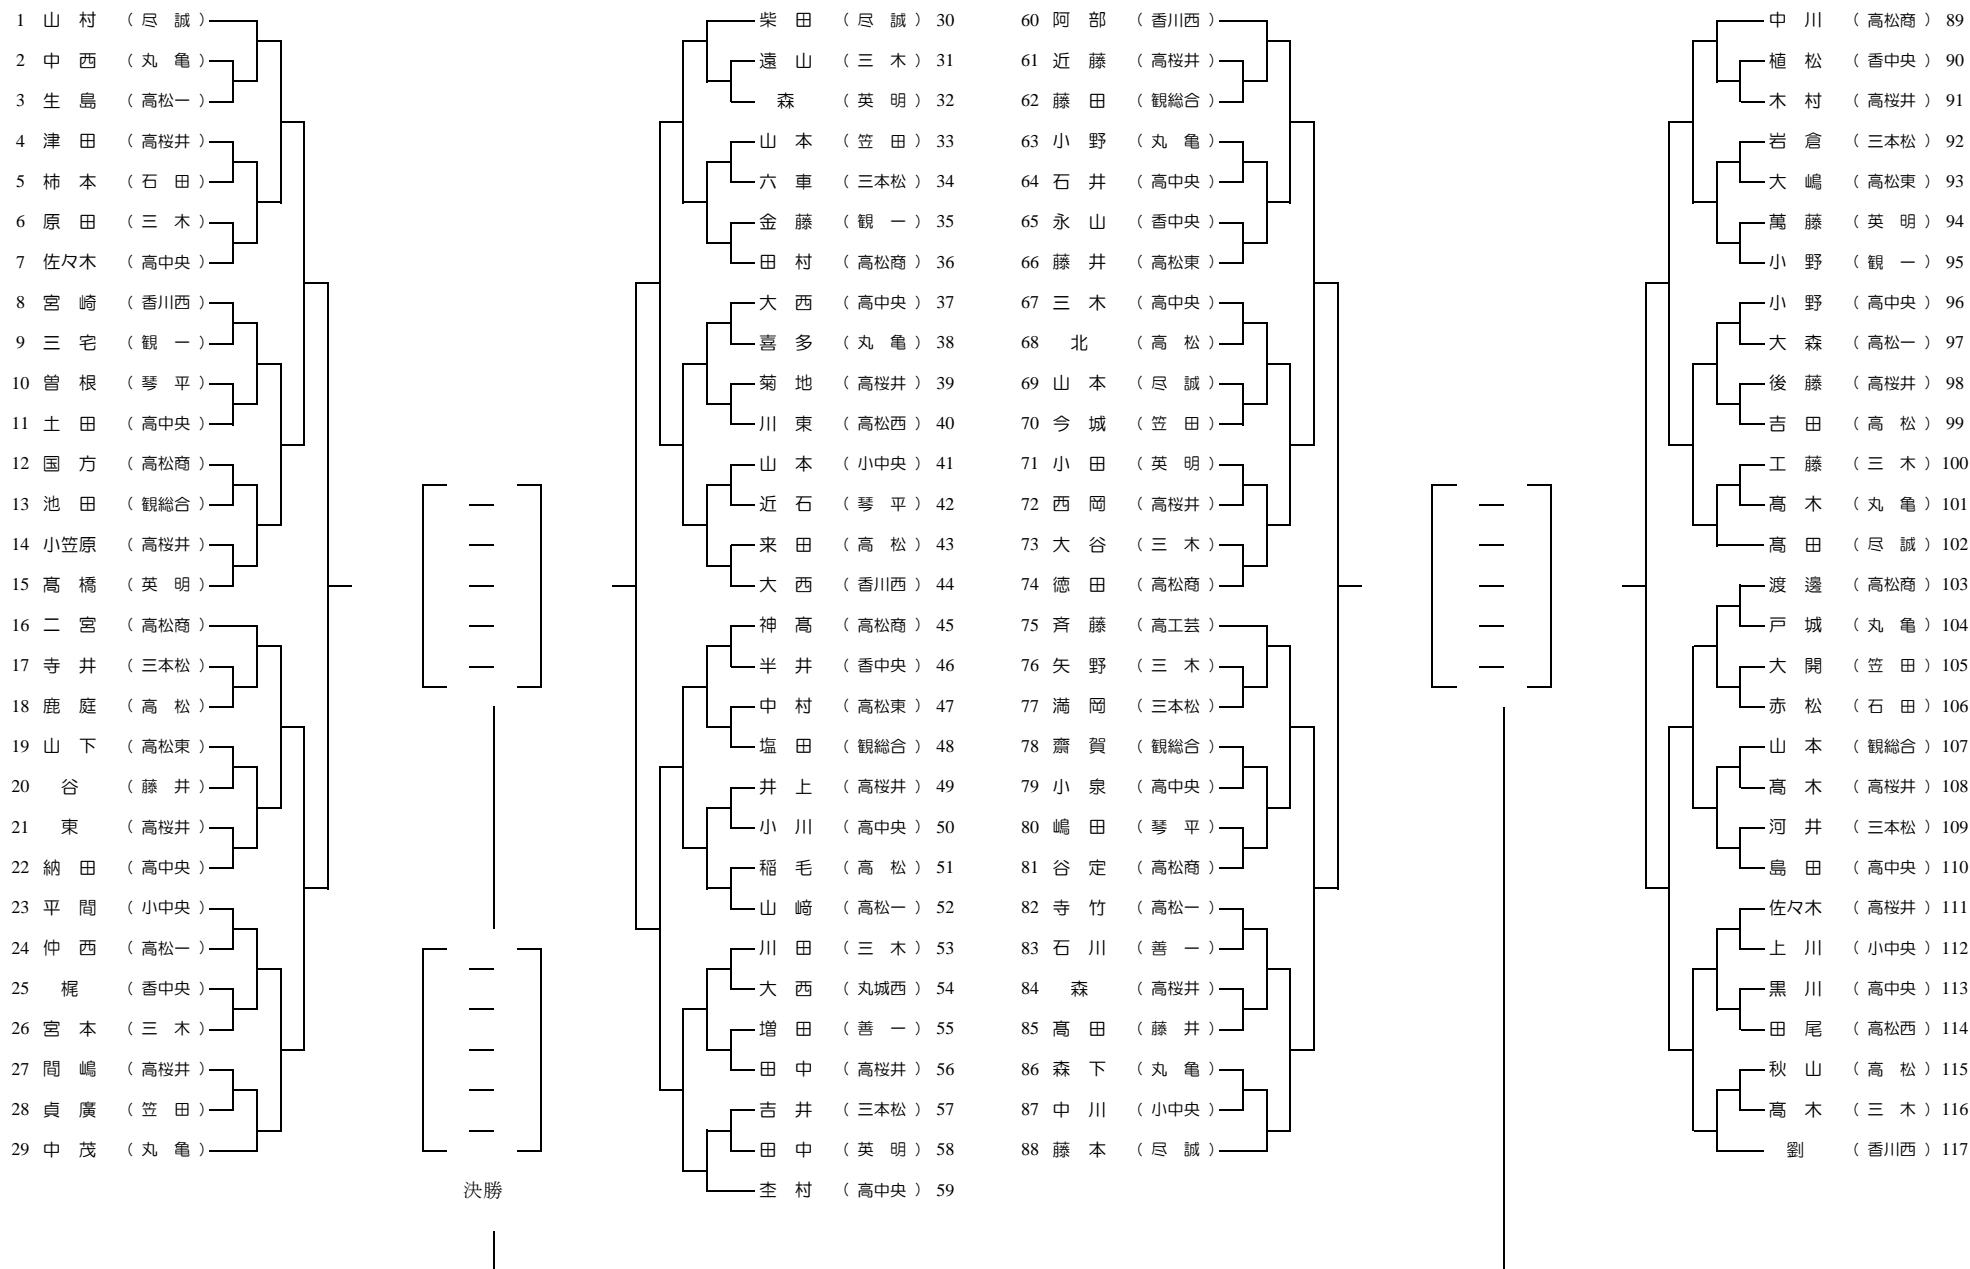 1 山村 （尽誠）
2 中西 （丸亀）
3 生島 （高松一）
4 津田 （高桜井）
5 柿本 （石田）
6 原田 （三木）
7 佐々木 （高中央）
8 宮崎 （香川西）
9 三宅 （観一）
10 曽根 （琴平）
11 土田 （高中央）
12 国方 （高松商）
13 池田 （観総合）
14 小笠原 （高桜井）
15 髙橋 （英明）
16 二宮 （高松商）
17 寺井 （三本松）
18 鹿庭 （高松）
19 山下 （高松東）
20 谷 （藤井）
21 東 （高桜井）
22 納田 （高中央）
23 平間 （小中央）
24 仲西 （高松一）
25 梶 （香中央）
26 宮本 （三木）
27 間嶋 （高桜井）
28 貞廣 （笠田）
29 中茂 （丸亀）
決勝
柴田 （尽誠） 30
遠山 （三木） 31
森 （英明） 32
山本 （笠田） 33
六車 （三本松） 34
金藤 （観一） 35
田村 （高松商） 36
大西 （高中央） 37
喜多 （丸亀） 38
菊地 （高桜井） 39
川東 （高松西） 40
山本 （小中央） 41
近石 （琴平） 42
来田 （高松） 43
大西 （香川西） 44
神髙 （高松商） 45
半井 （香中央） 46
中村 （高松東） 47
塩田 （観総合） 48
井上 （高桜井） 49
小川 （高中央） 50
稲毛 （高松） 51
山﨑 （高松一） 52
川田 （三木） 53
大西 （丸城西） 54
増田 （善一） 55
田中 （高桜井） 56
吉井 （三本松） 57
田中 （英明） 58
杢村 （高中央） 59
60 阿部 （香川西）
61 近藤 （高桜井）
62 藤田 （観総合）
63 小野 （丸亀）
64 石井 （高中央）
65 永山 （香中央）
66 藤井 （高松東）
67 三木 （高中央）
68 北 （高松）
69 山本 （尽誠）
70 今城 （笠田）
71 小田 （英明）
72 西岡 （高桜井）
73 大谷 （三木）
74 徳田 （高松商）
75 斉藤 （高工芸）
76 矢野 （三木）
77 満岡 （三本松）
78 齋賀 （観総合）
79 小泉 （高中央）
80 嶋田 （琴平）
81 谷定 （高松商）
82 寺竹 （高松一）
83 石川 （善一）
84 森 （高桜井）
85 髙田 （藤井）
86 森下 （丸亀）
87 中川 （小中央）
88 藤本 （尽誠）
中川 （高松商） 89
植松 （香中央） 90
木村 （高桜井） 91
岩倉 （三本松） 92
大嶋 （高松東） 93
萬藤 （英明） 94
小野 （観一） 95
小野 （高中央） 96
大森 （高松一） 97
後藤 （高桜井） 98
吉田 （高松） 99
工藤 （三木） 100
髙木 （丸亀） 101
髙田 （尽誠） 102
渡邊 （高松商） 103
戸城 （丸亀） 104
大開 （笠田） 105
赤松 （石田） 106
山本 （観総合） 107
髙木 （高桜井） 108
河井 （三本松） 109
島田 （高中央） 110
佐々木 （高桜井） 111
上川 （小中央） 112
黒川 （高中央） 113
田尾 （高松西） 114
秋山 （高松） 115
髙木 （三木） 116
劉 （香川西） 117